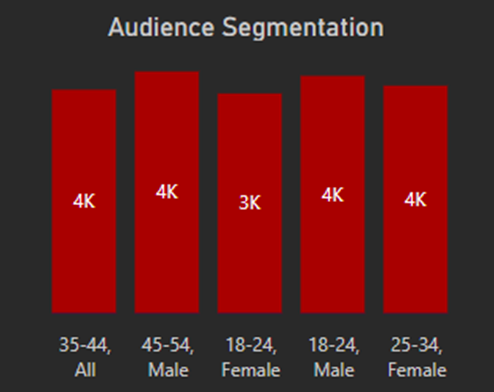 Audience Segmentation
4K
4K
3K
4K
4K
35-44,
All
45-54,
Male
18-24,
Female
18-24,
Male
25-34,
Female